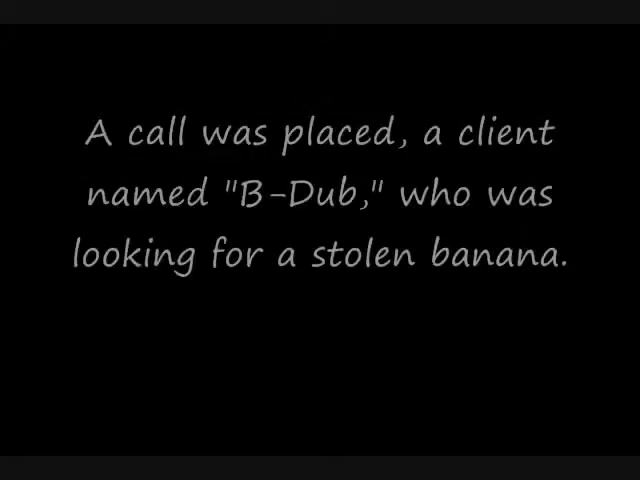 A call was placed, a client
named "B-Dub," who was
looking for a stolen banana.